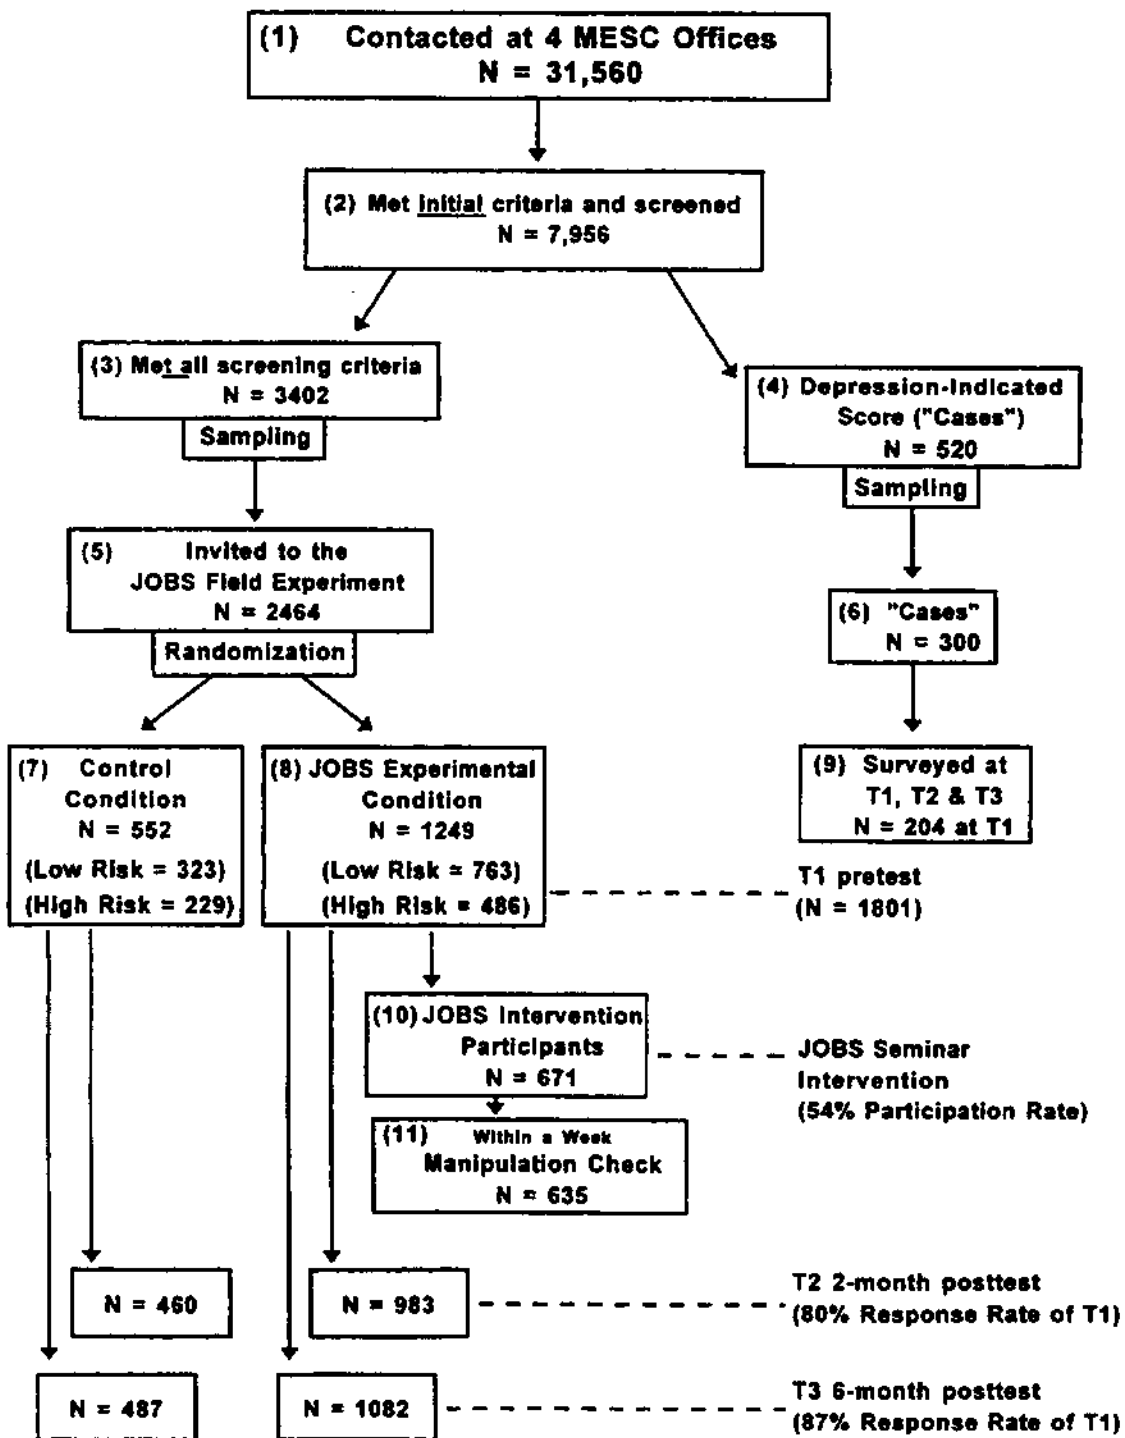 (1) Contacted at 4 MESC Offices
N = 31,560
(2) Met initial criteria and screened
N = 7,956
(3) Met all screening criteria
N = 3402
Sampling
(4) Depression-Indicated
Score ("Cases")
N = 520
Sampling
(5) Invited to the
JOBS Field Experiment
N = 2464
Randomization
(6) "Cases"
N = 300
(7) Control
Condition
N = 552
(Low Risk = 323)
(High Risk = 229)
(8) JOBS Experimental
Condition
N = 1249
(Low Risk = 763)
(High Risk = 486)
(9) Surveyed at
T1, T2 & T3
N = 204 at T1
T1 pretest
(N = 1801)
(10) JOBS Intervention
Participants
N = 671
JOBS Seminar
Intervention
(54% Participation Rate)
(11) Within a Week
Manipulation Check
N = 635
N = 460
N = 983
T2 2-month posttest
(80% Response Rate of T1)
N = 487
N = 1082
T3 6-month posttest
(87% Response Rate of T1)